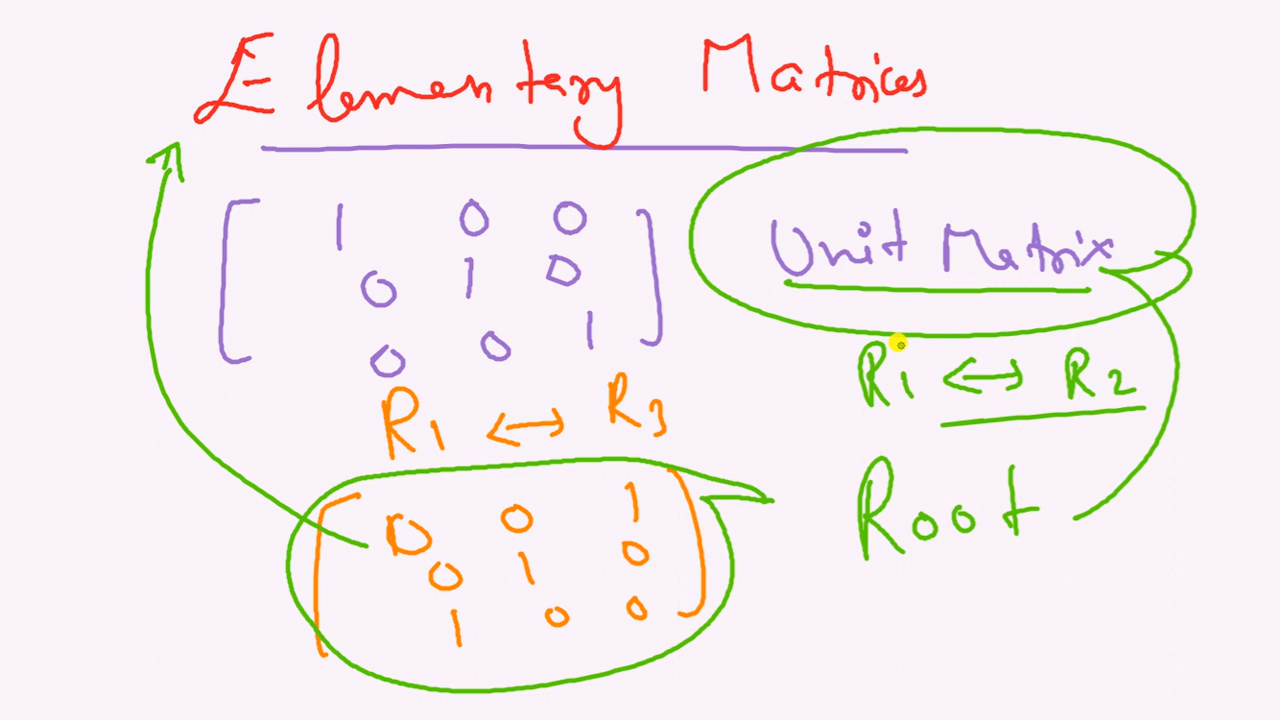 Elementary Matrices
1 0 0
0 1 0
0 0 1
Unit Matrix
R1 ↔ R2
R1 ↔ R3
0 0 1
0 1 0
1 0 0
Root